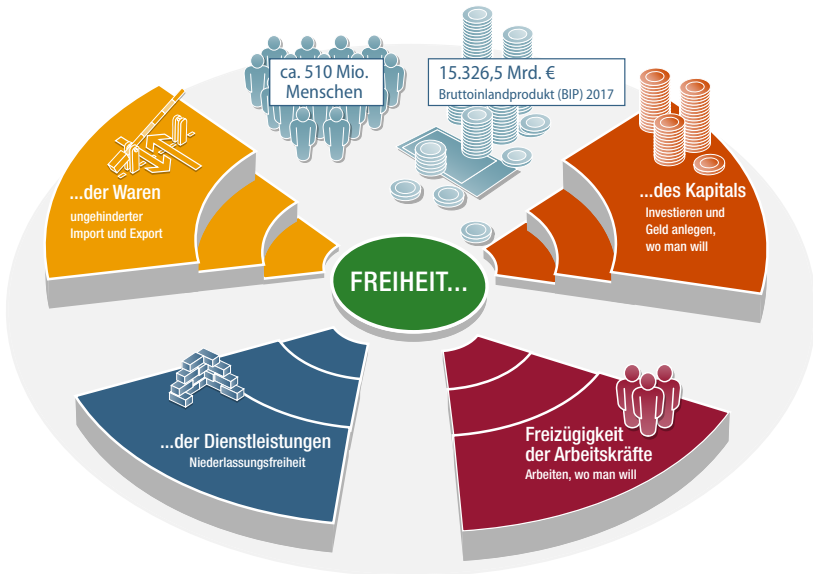 ca. 510 Mio.
Menschen
15.326,5 Mrd. €
Bruttoinlandprodukt (BIP) 2017
...der Waren
ungehinderter
Import und Export
...des Kapitals
Investieren und
Geld anlegen,
wo man will
FREIHEIT...
...der Dienstleistungen
Niederlassungsfreiheit
Freizügigkeit
der Arbeitskräfte
Arbeiten, wo man will